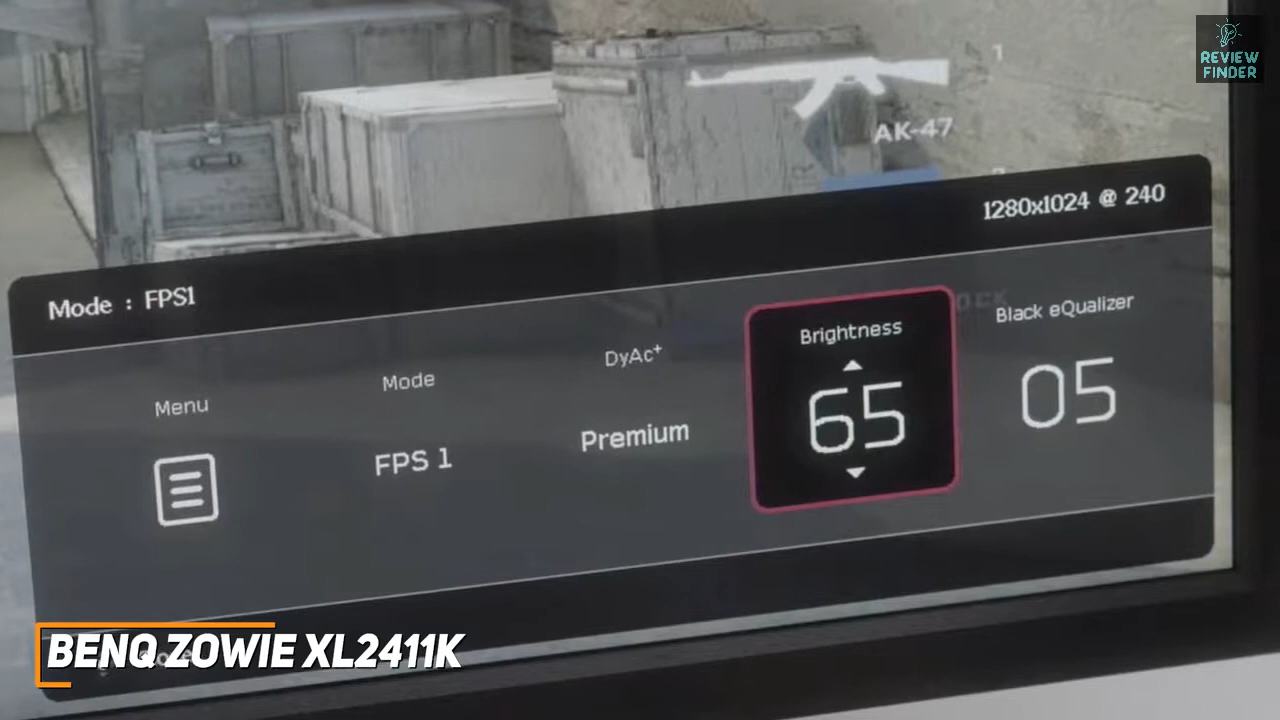 REVIEW
FINDER
1
AK-47
1280x1024 @ 240
Mode : FPS1
Menu
Mode
FPS 1
DyAc+
Premium
Brightness
65
Black eQualizer
05
BENQ ZOWIE XL2411K